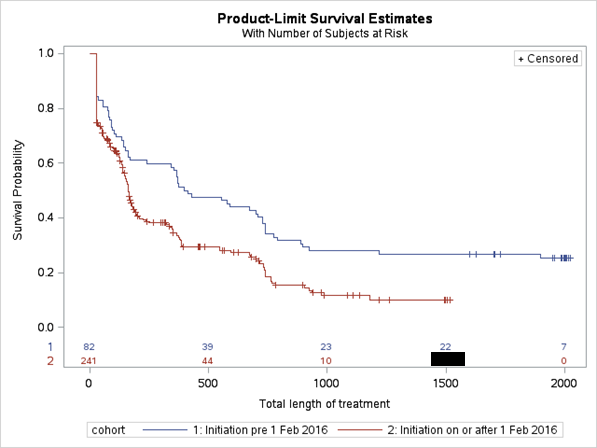 Product-Limit Survival Estimates
With Number of Subjects at Risk
+ Censored
Survival Probability
1.0
0.8
0.6
0.4
0.2
0.0
1 82 39 23 22 7
2 241 44 10 0
0 500 1000 1500 2000
Total length of treatment
cohort 1: Initiation pre 1 Feb 2016 2: Initiation on or after 1 Feb 2016